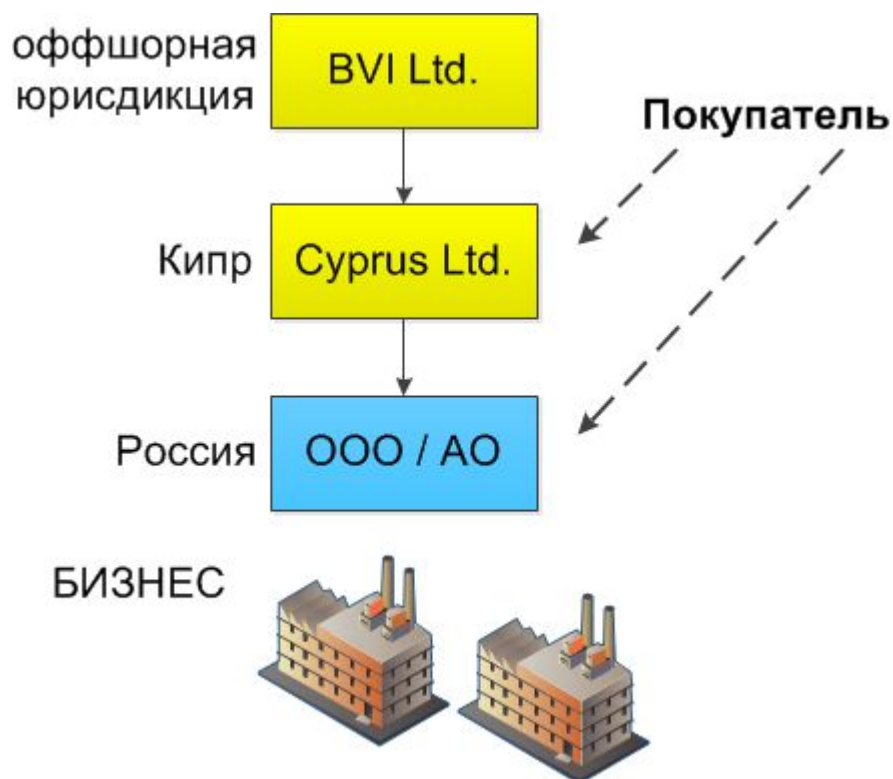 оффшорная
юрисдикция
BVI Ltd.
Покупатель
Кипр
Cyprus Ltd.
Россия
ООО / АО
БИЗНЕС